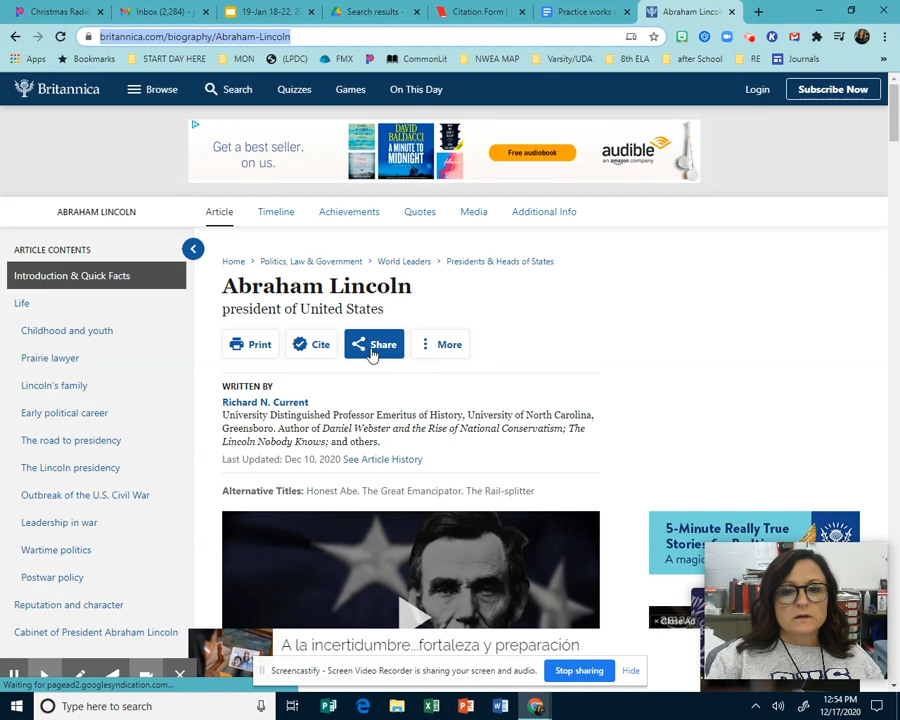 Christmas Radio
Inbox (2,284) - j
19-Jan 18-22, 2
Search results -
Citation Form |
Practice works
Abraham Lincoln
britannica.com/biography/Abraham-Lincoln
Apps
Bookmarks
START DAY HERE
MON
(LPDC)
FMX
CommonLit
NWEA MAP
Varsity/UDA
8th ELA
after School
RE
Journals
Britannica
Browse
Search
Quizzes
Games
On This Day
Login
Subscribe Now
Get a best seller,
on us.
DAVID
BALDACCI
A MINUTE TO
MIDNIGHT
Free audiobook
audible
an amazon company
ABRAHAM LINCOLN
Article
Timeline
Achievements
Quotes
Media
Additional Info
ARTICLE CONTENTS
Introduction & Quick Facts
Life
Childhood and youth
Prairie lawyer
Lincoln's family
Early political career
The road to presidency
The Lincoln presidency
Outbreak of the U.S. Civil War
Leadership in war
Wartime politics
Postwar policy
Reputation and character
Cabinet of President Abraham Lincoln
Home > Politics, Law & Government > World Leaders > Presidents & Heads of States
Abraham Lincoln
president of United States
Print
Cite
Share
More
WRITTEN BY
Richard N. Current
University Distinguished Professor Emeritus of History, University of North Carolina,
Greensboro. Author of Daniel Webster and the Rise of National Conservatism; The
Lincoln Nobody Knows; and others.
Last Updated: Dec 10, 2020 See Article History
Alternative Titles: Honest Abe, The Great Emancipator, The Rail-splitter
5-Minute Really True
Close Ad
A la incertidumbre...fortaleza y preparación
Screencastify - Screen Video Recorder is sharing your screen and audio.
Stop sharing
Hide
Waiting for pagead2.googlesyndication.com...
Type here to search
12:54 PM
12/17/2020